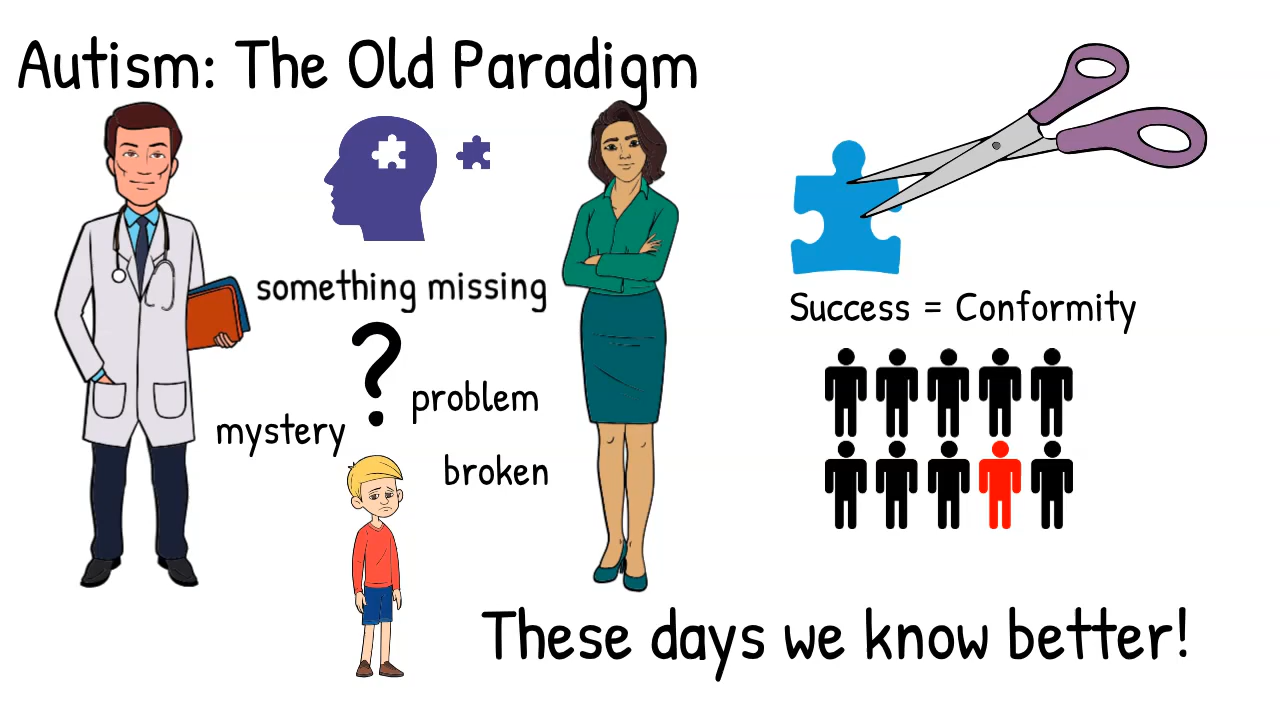 Autism: The Old Paradigm
something missing
?
problem
mystery
broken
Success = Conformity
These days we know better!